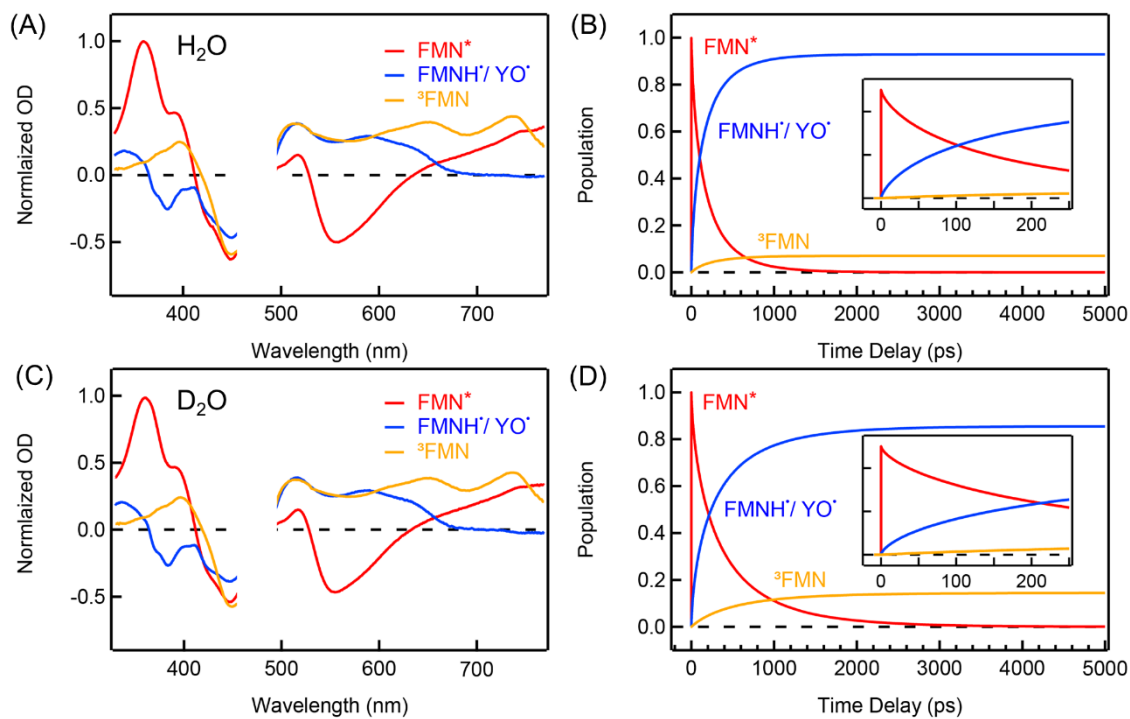 (A)
H₂O
FMN*
FMNH•/ YO•
³FMN
1.0
0.5
0.0
-0.5
Normlaized OD
400
500
600
700
Wavelength (nm)
(B)
FMN*
FMNH•/ YO•
³FMN
1.0
0.8
0.6
0.4
0.2
0.0
Population
0
100
200
0
1000
2000
3000
4000
5000
Time Delay (ps)
(C)
D₂O
FMN*
FMNH•/ YO•
³FMN
1.0
0.5
0.0
-0.5
Normlaized OD
400
500
600
700
Wavelength (nm)
(D)
FMN*
FMNH•/ YO•
³FMN
1.0
0.8
0.6
0.4
0.2
0.0
Population
0
100
200
0
1000
2000
3000
4000
5000
Time Delay (ps)